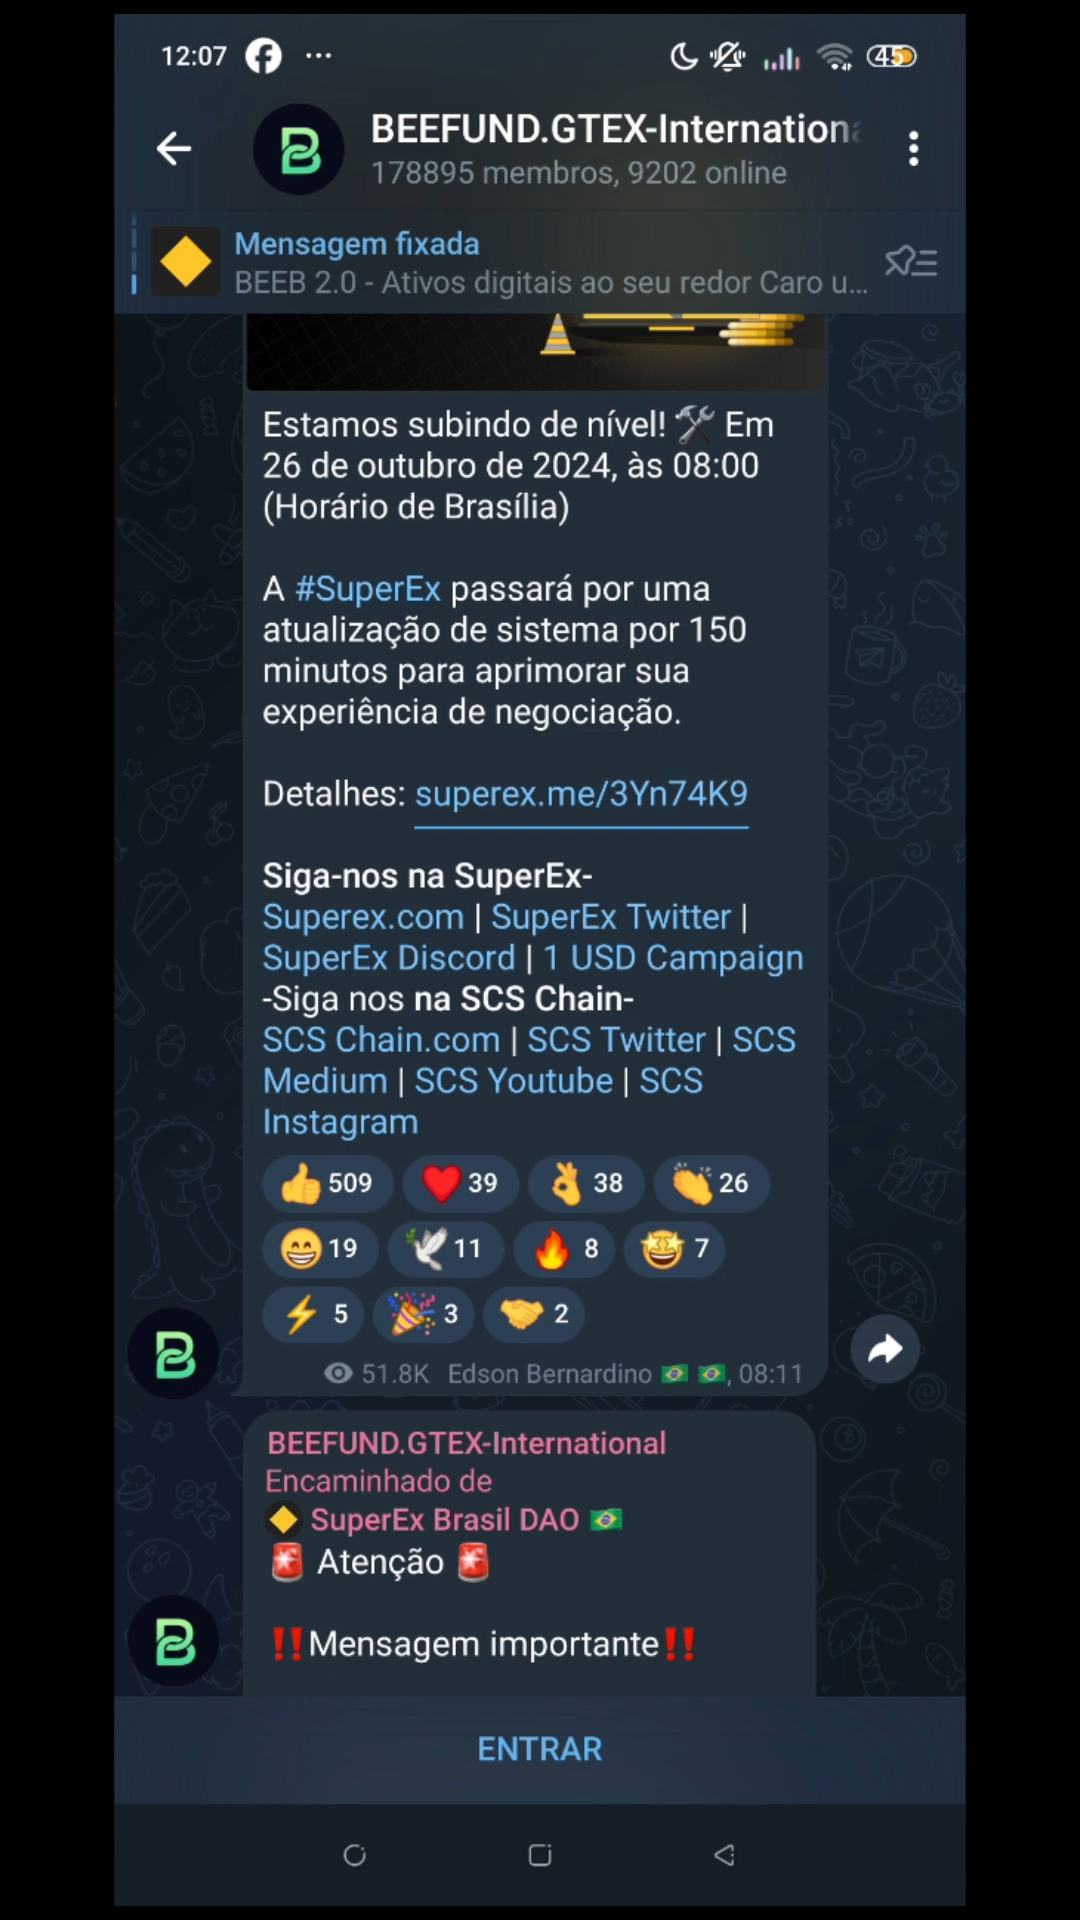 12:07
45
BEEFUND.GTEX-Internationa
178895 membros, 9202 online
Mensagem fixada
BEEB 2.0 - Ativos digitais ao seu redor Caro u...
Estamos subindo de nível! 🛠 Em
26 de outubro de 2024, às 08:00
(Horário de Brasília)
A #SuperEx passará por uma
atualização de sistema por 150
minutos para aprimorar sua
experiência de negociação.
Detalhes: superex.me/3Yn74K9
Siga-nos na SuperEx-
Superex.com | SuperEx Twitter |
SuperEx Discord | 1 USD Campaign
-Siga nos na SCS Chain-
SCS Chain.com | SCS Twitter | SCS
Medium | SCS Youtube | SCS
Instagram
👍 509 ❤️ 39 👌 38 👏 26
😁 19 🕊 11 🔥 8 🤩 7
⚡ 5 🎉 3 🤝 2
51.8K Edson Bernardino 🇧🇷 🇧🇷, 08:11
BEEFUND.GTEX-International
Encaminhado de
🔶 SuperEx Brasil DAO 🇧🇷
🚨 Atenção 🚨
‼️Mensagem importante‼️
ENTRAR